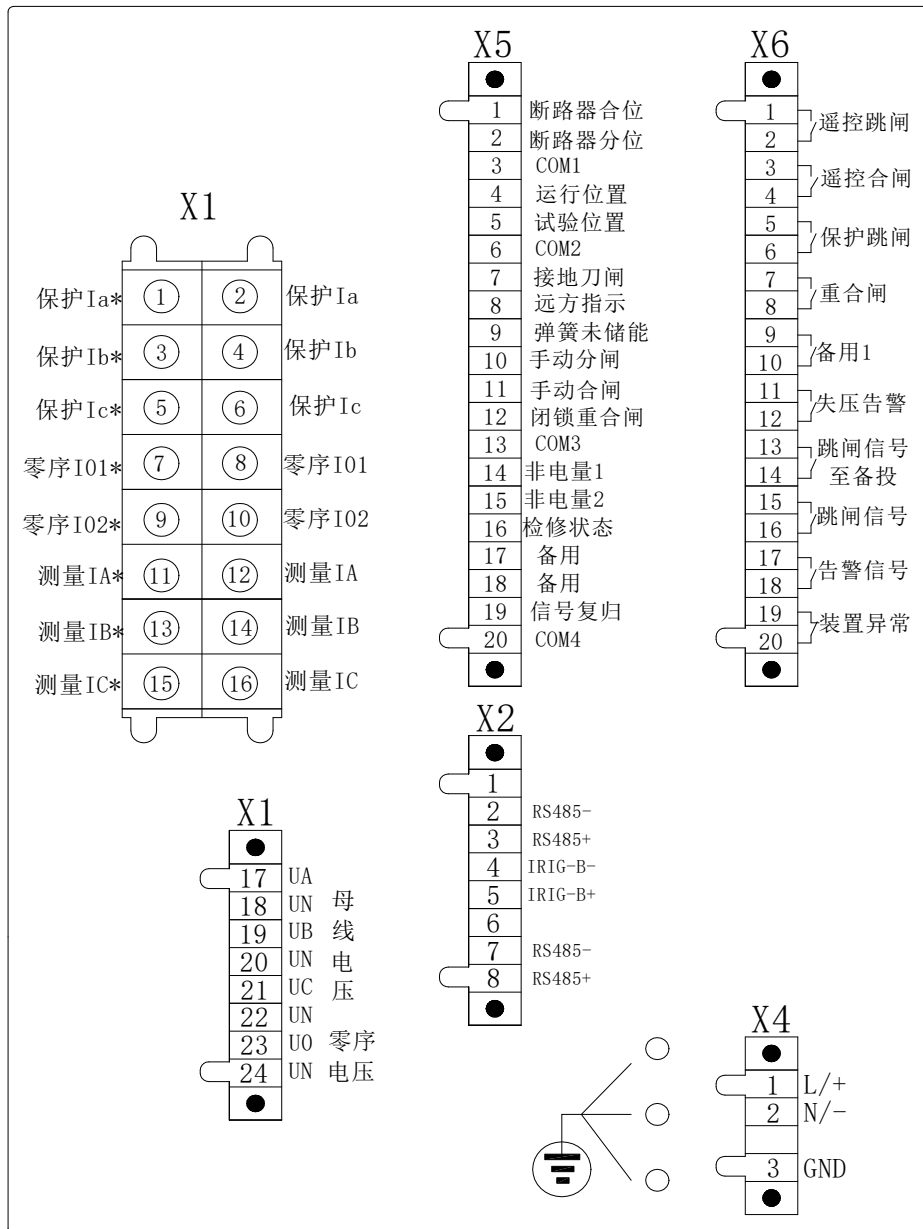 X5
1 断路器合位
2 断路器分位
3 COM1
4 运行位置
5 试验位置
6 COM2
7 接地刀闸
8 远方指示
9 弹簧未储能
10 手动分闸
11 手动合闸
12 闭锁重合闸
13 COM3
14 非电量1
15 非电量2
16 检修状态
17 备用
18 备用
19 信号复归
20 COM4
X6
1
2
遥控跳闸
3
4
遥控合闸
5
6
保护跳闸
7
8
重合闸
9
10
备用1
11
12
失压告警
13
14
跳闸信号
至备投
15
16
跳闸信号
17
18
告警信号
19
20
装置异常
X1
保护Ia* 1 2 保护Ia
保护Ib* 3 4 保护Ib
保护Ic* 5 6 保护Ic
零序I01* 7 8 零序I01
零序I02* 9 10 零序I02
测量IA* 11 12 测量IA
测量IB* 13 14 测量IB
测量IC* 15 16 测量IC
X1
17 UA
18 UN 母
19 UB 线
20 UN 电
21 UC 压
22 UN
23 U0 零序
24 UN 电压
X2
1
2 RS485-
3 RS485+
4 IRIG-B-
5 IRIG-B+
6
7 RS485-
8 RS485+
X4
1 L/+
2 N/-
3 GND